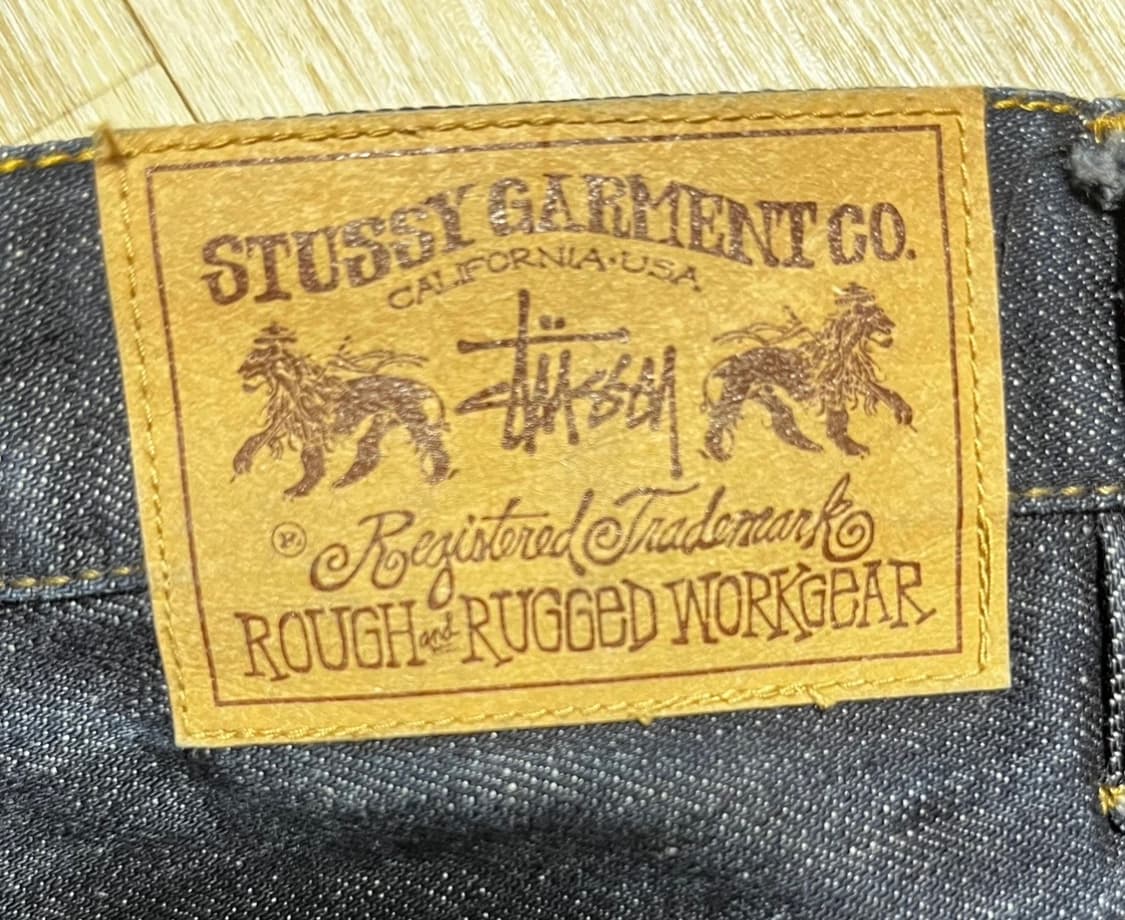 STUSSY GARMENT CO.
CALIFORNIA·USA
Stüssy
® Registered Trademark
ROUGH and RUGGED WORKGEAR